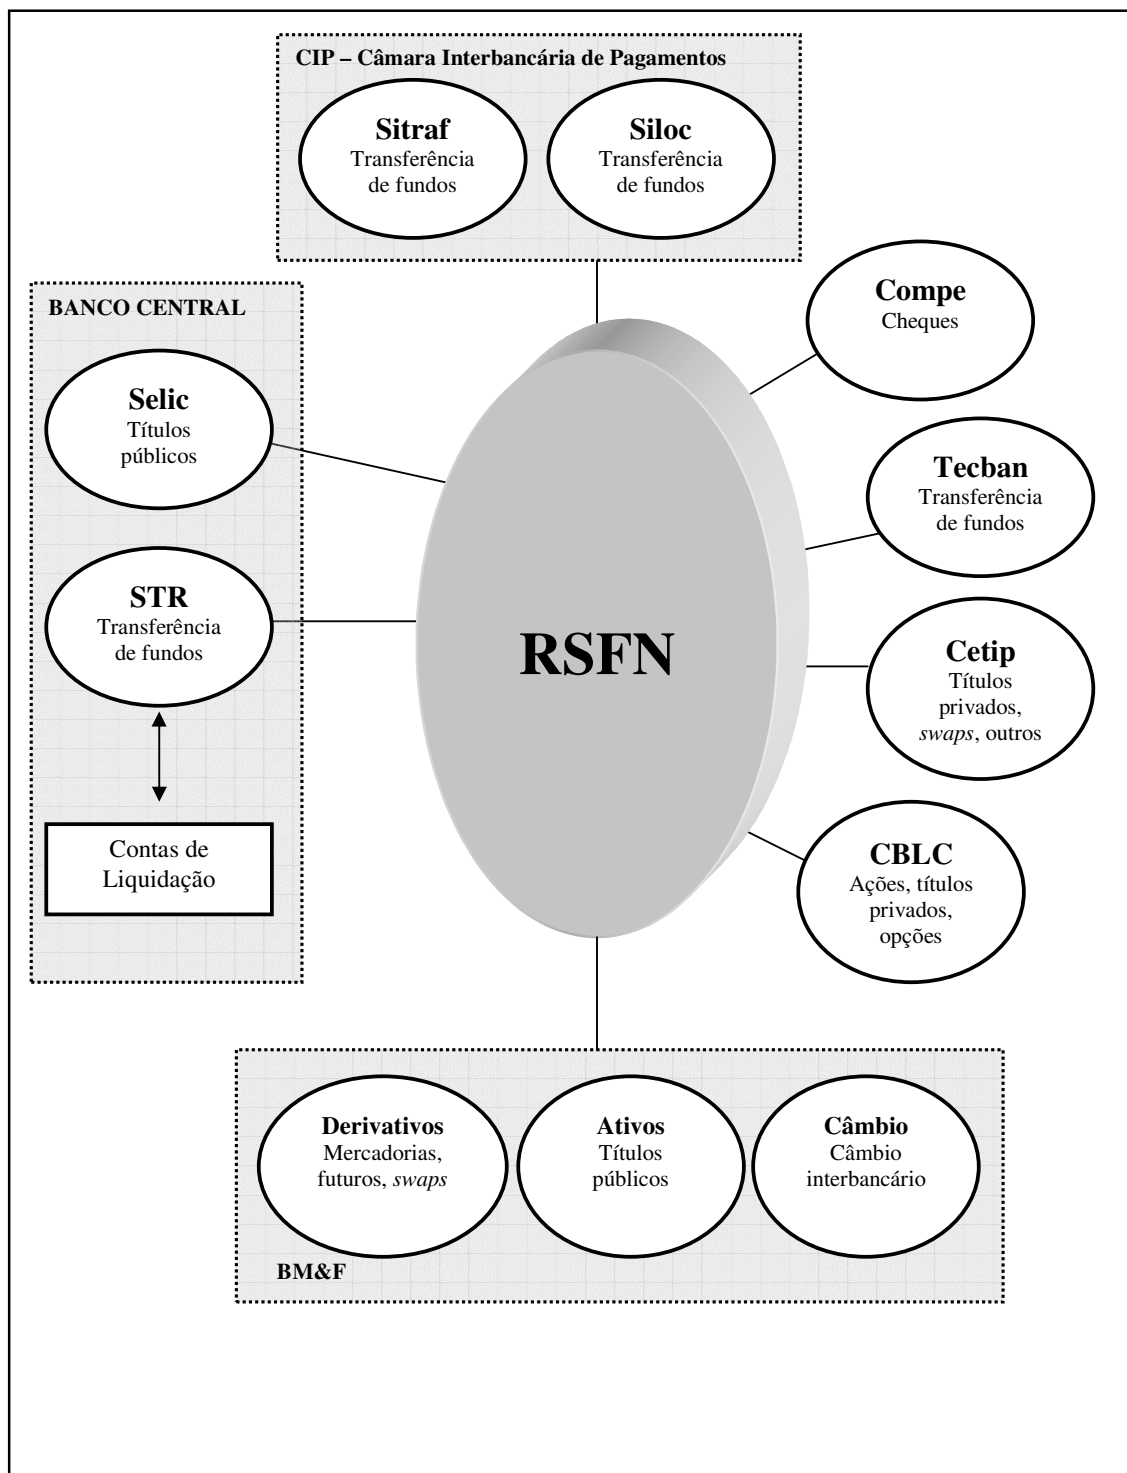 CIP – Câmara Interbancária de Pagamentos
Sitraf
Transferência
de fundos
Siloc
Transferência
de fundos
Compe
Cheques
BANCO CENTRAL
Selic
Títulos
públicos
Tecban
Transferência
de fundos
STR
Transferência
de fundos
RSFN
Cetip
Títulos
privados,
swaps, outros
Contas de
Liquidação
CBLC
Ações, títulos
privados,
opções
Derivativos
Mercadorias,
futuros, swaps
Ativos
Títulos
públicos
Câmbio
Câmbio
interbancário
BM&F